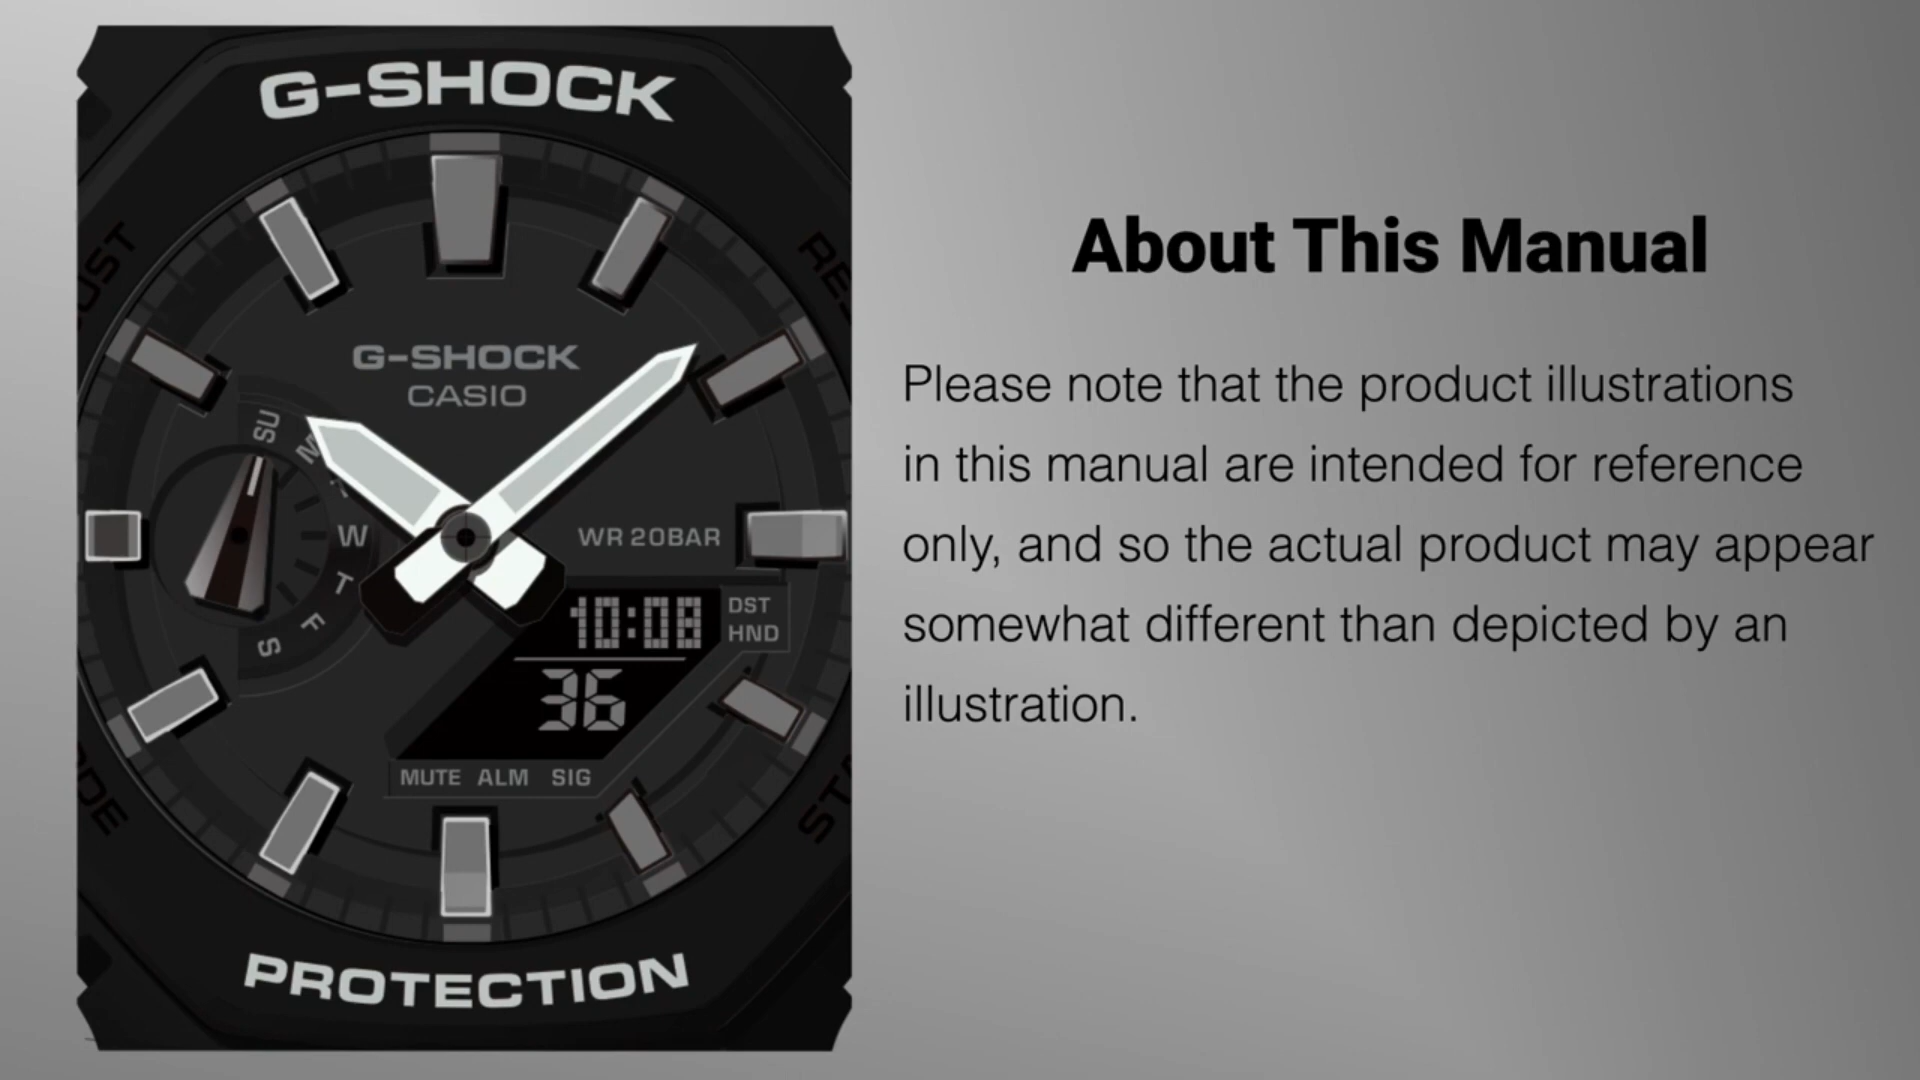 G-SHOCK
G-SHOCK
CASIO
SU
W
T
F
S
WR 20BAR
10:08
DST
HND
36
MUTE ALM SIG
PROTECTION
About This Manual
Please note that the product illustrations
in this manual are intended for reference
only, and so the actual product may appear
somewhat different than depicted by an
illustration.